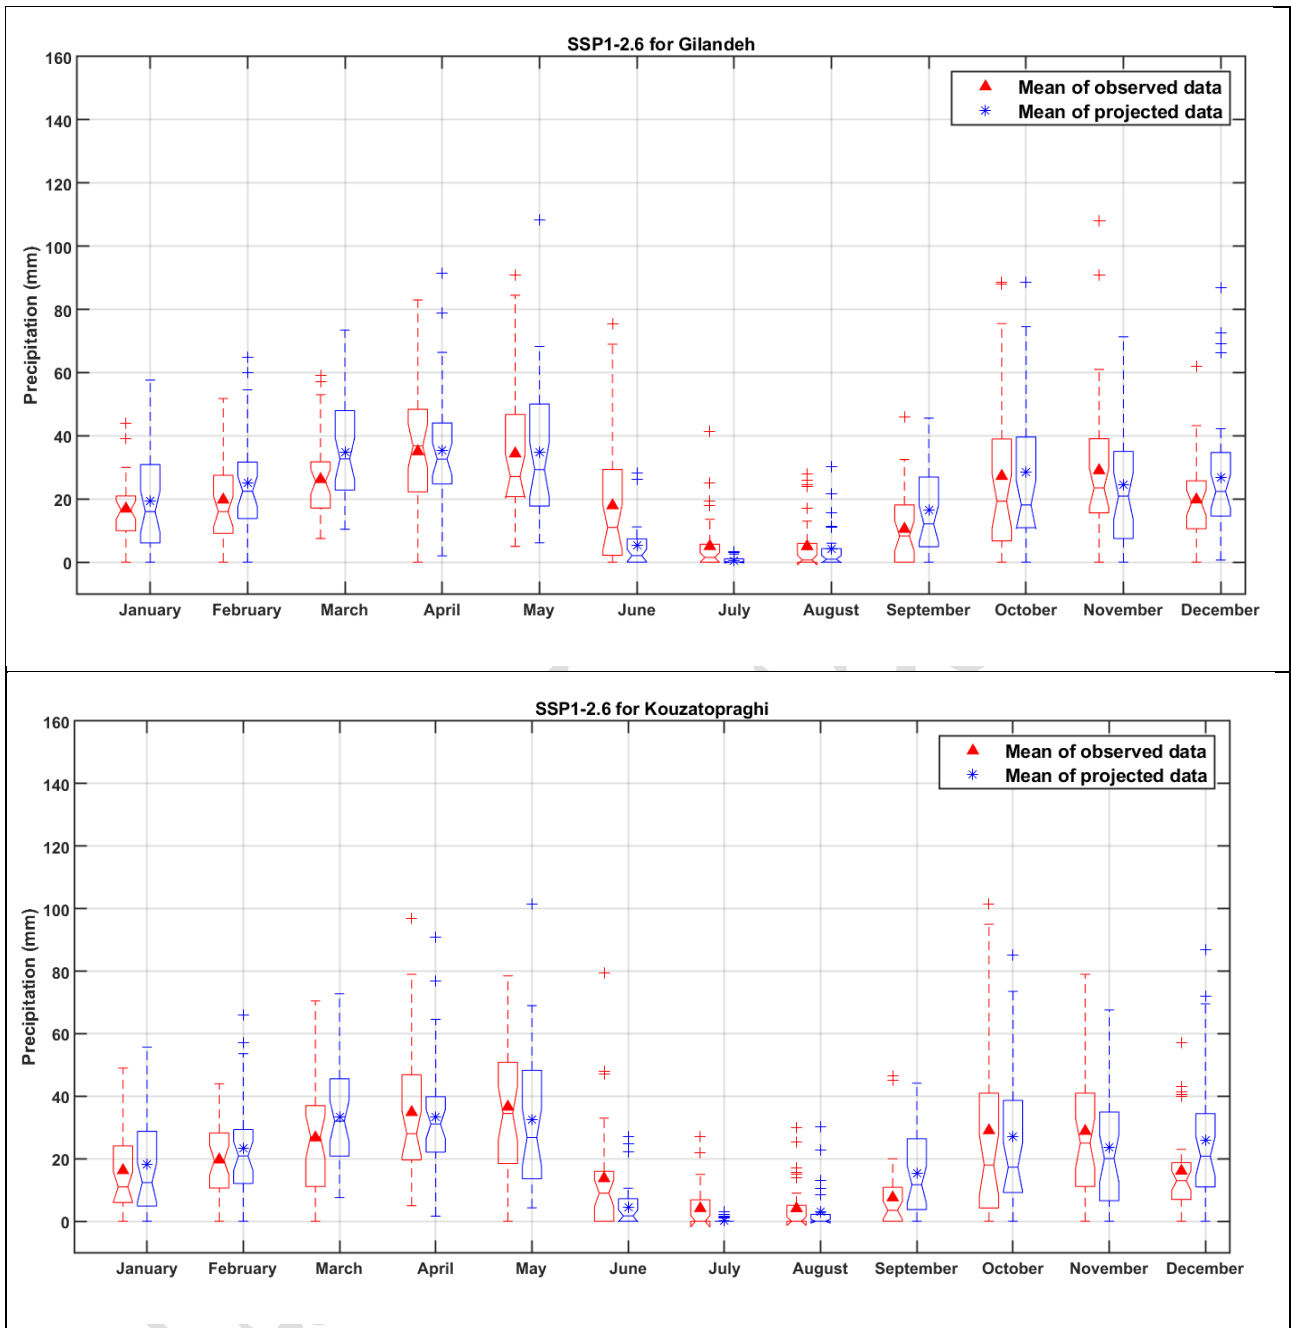 SSP1-2.6 for Gilandeh
Mean of observed data
Mean of projected data
Precipitation (mm)
160
140
120
100
80
60
40
20
0
January February March April May June July August September October November December
SSP1-2.6 for Kouzatopraghi
Mean of observed data
Mean of projected data
Precipitation (mm)
160
140
120
100
80
60
40
20
0
January February March April May June July August September October November December